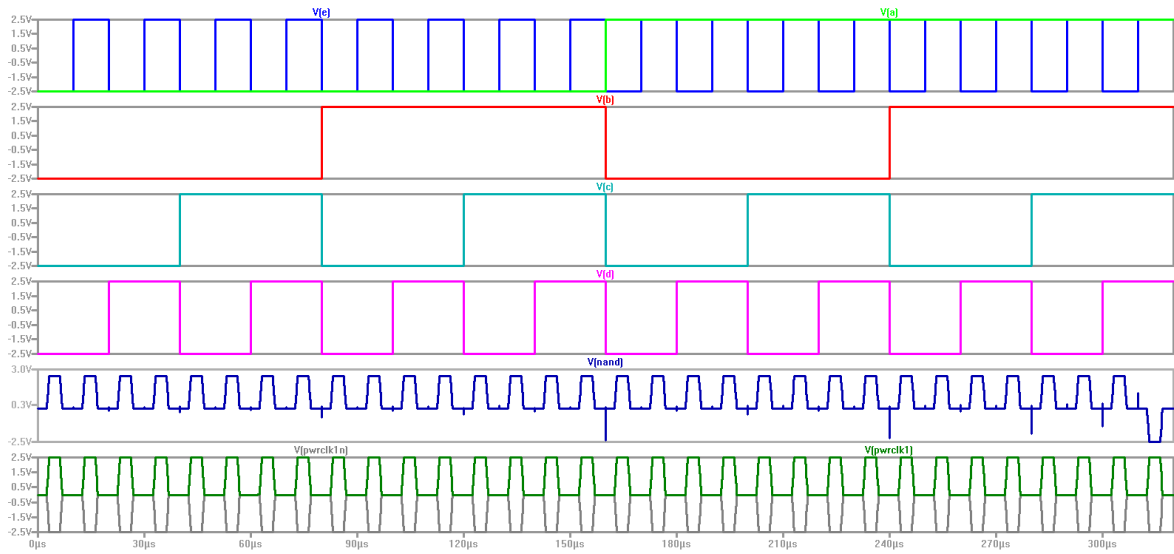 V(e) V(a)
2.5V
1.5V
0.5V
-0.5V
-1.5V
-2.5V
V(b)
2.5V
1.5V
0.5V
-0.5V
-1.5V
-2.5V
V(c)
2.5V
1.5V
0.5V
-0.5V
-1.5V
-2.5V
V(d)
2.5V
1.5V
0.5V
-0.5V
-1.5V
-2.5V
V(nand)
3.0V
0.3V
-2.5V
V(pwrclk1n) V(pwrclk1)
2.5V
1.5V
0.5V
-0.5V
-1.5V
-2.5V
0µs 30µs 60µs 90µs 120µs 150µs 180µs 210µs 240µs 270µs 300µs